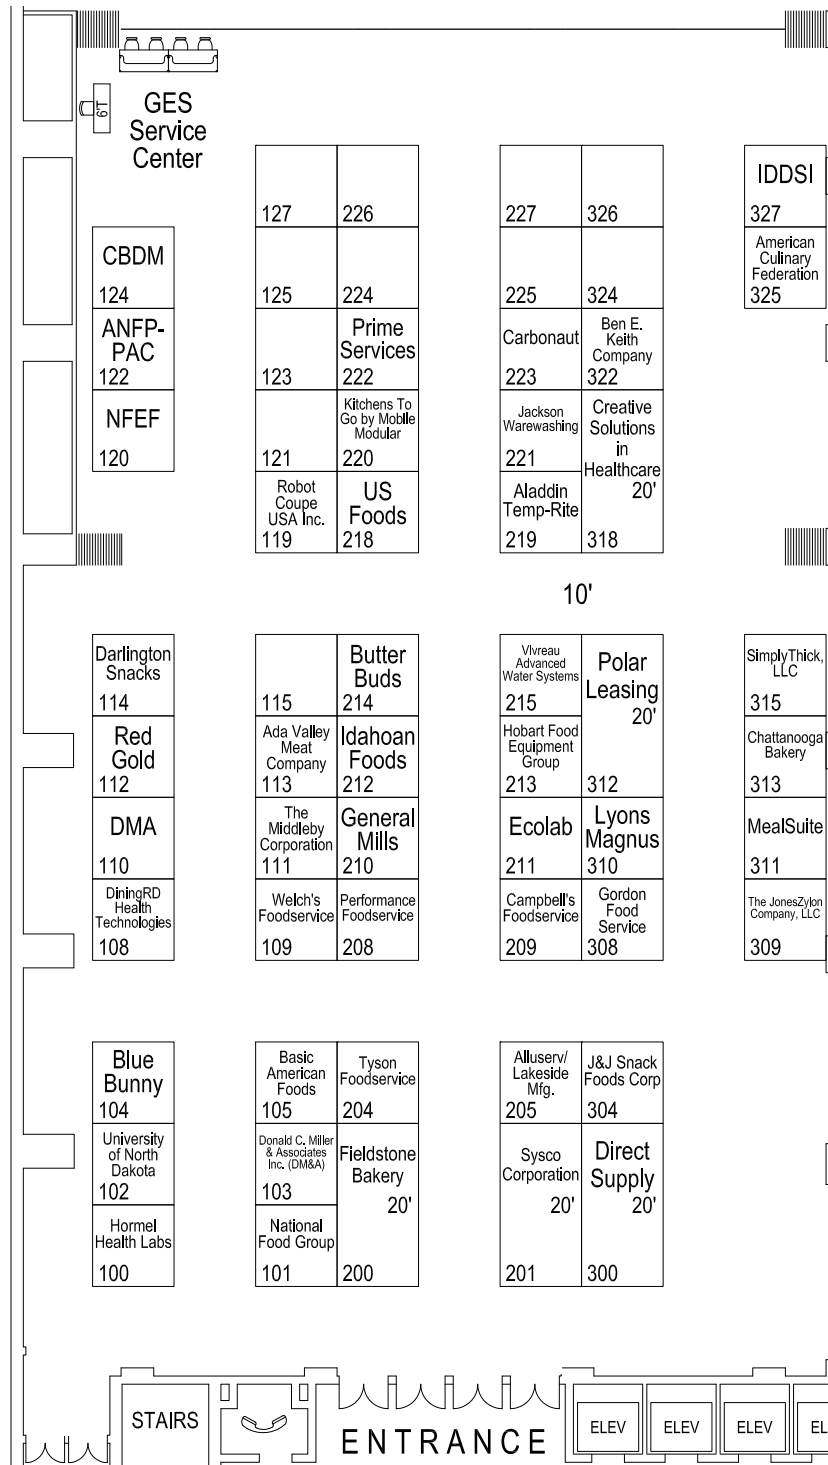 6'T
GES
Service
Center
127
226
227
326
IDDSI
327
CBDM
124
125
224
225
324
American
Culinary
Federation
325
ANFP-
PAC
122
123
Prime
Services
222
Carbonaut
223
Ben E.
Keith
Company
322
NFEF
120
121
Kitchens To
Go by Mobile
Modular
220
Jackson
Warewashing
221
Creative
Solutions
in
Healthcare
20'
318
Robot
Coupe
USA Inc.
119
US
Foods
218
Aladdin
Temp-Rite
219
10'
Darlington
Snacks
114
115
Butter
Buds
214
Vivreau
Advanced
Water Systems
215
Polar
Leasing
20'
312
SimplyThick,
LLC
315
Red
Gold
112
Ada Valley
Meat
Company
113
Idahoan
Foods
212
Hobart Food
Equipment
Group
213
Chattanooga
Bakery
313
DMA
110
The
Middleby
Corporation
111
General
Mills
210
Ecolab
211
Lyons
Magnus
310
MealSuite
311
DiningRD
Health
Technologies
108
Welch's
Foodservice
109
Performance
Foodservice
208
Campbell's
Foodservice
209
Gordon
Food
Service
308
The JonesZylon
Company, LLC
309
Blue
Bunny
104
Basic
American
Foods
105
Tyson
Foodservice
204
Alluserv/
Lakeside
Mfg.
205
J&J Snack
Foods Corp
304
University
of North
Dakota
102
Donald C. Miller
& Associates
Inc. (DM&A)
103
Fieldstone
Bakery
20'
200
Sysco
Corporation
20'
201
Direct
Supply
20'
300
Hormel
Health Labs
100
National
Food Group
101
STAIRS
ENTRANCE
ELEV
ELEV
ELEV
EL